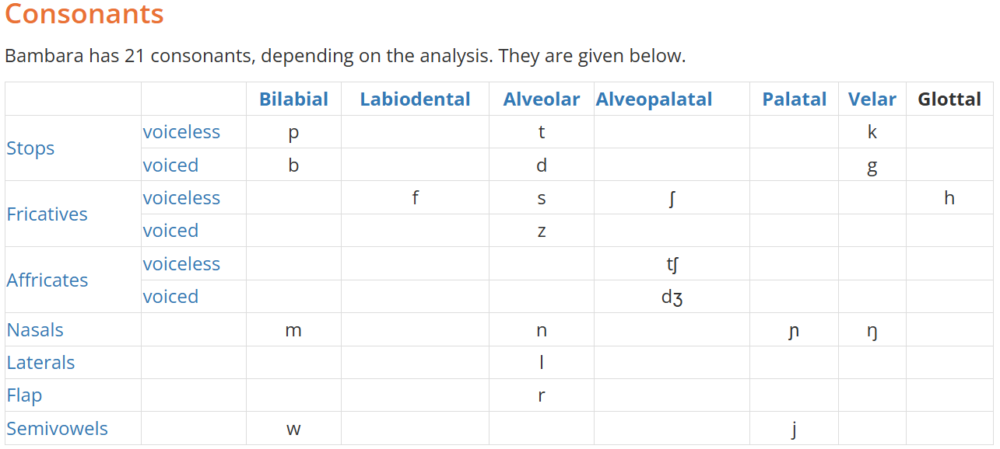 Consonants
Bambara has 21 consonants, depending on the analysis. They are given below.
Bilabial Labiodental Alveolar Alveopalatal Palatal Velar Glottal
Stops voiceless p t k
voiced b d g
Fricatives voiceless f s ʃ h
voiced z
Affricates voiceless tʃ
voiced dʒ
Nasals m n ɲ ŋ
Laterals l
Flap r
Semivowels w j